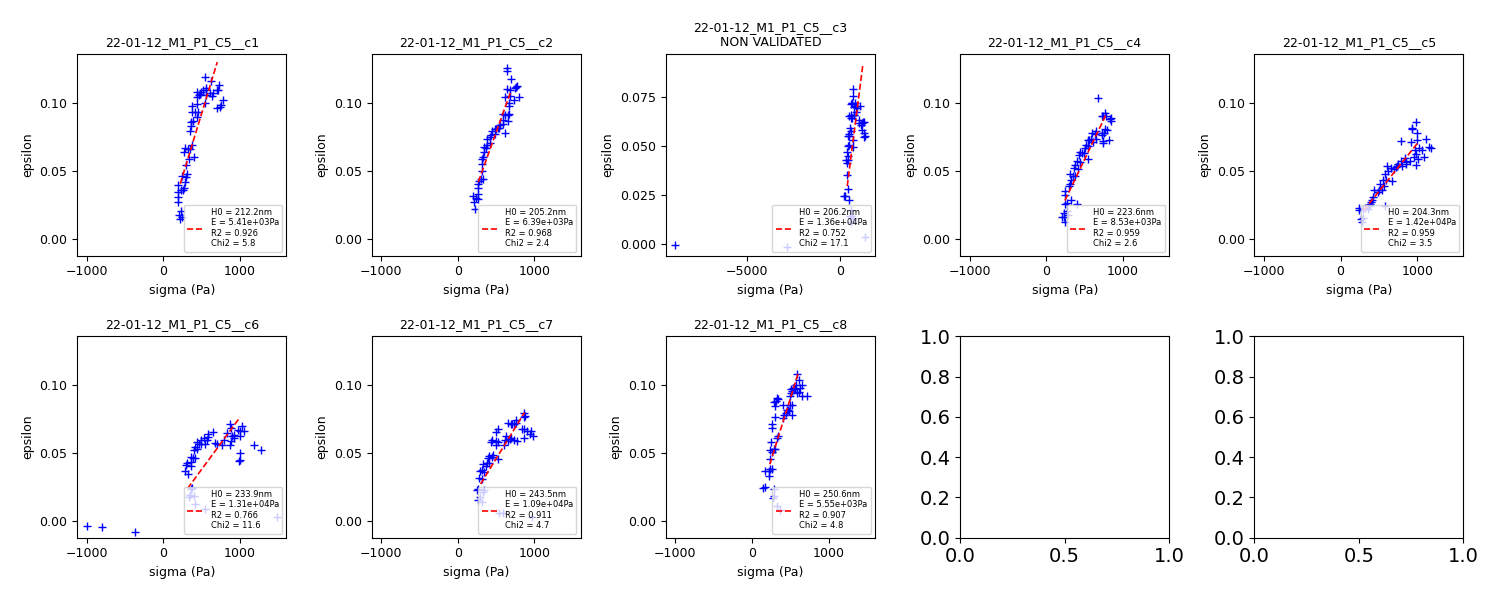 22-01-12_M1_P1_C5__c1
epsilon
0.10
0.05
0.00
H0 = 212.2nm
E = 5.41e+03Pa
R2 = 0.926
Chi2 = 5.8
−1000
0
1000
sigma (Pa)
22-01-12_M1_P1_C5__c2
epsilon
0.10
0.05
0.00
H0 = 205.2nm
E = 6.39e+03Pa
R2 = 0.968
Chi2 = 2.4
−1000
0
1000
sigma (Pa)
22-01-12_M1_P1_C5__c3
NON VALIDATED
epsilon
0.075
0.050
0.025
0.000
H0 = 206.2nm
E = 1.36e+04Pa
R2 = 0.752
Chi2 = 17.1
−5000
0
sigma (Pa)
22-01-12_M1_P1_C5__c4
epsilon
0.10
0.05
0.00
H0 = 223.6nm
E = 8.53e+03Pa
R2 = 0.959
Chi2 = 2.6
−1000
0
1000
sigma (Pa)
22-01-12_M1_P1_C5__c5
epsilon
0.10
0.05
0.00
H0 = 204.3nm
E = 1.42e+04Pa
R2 = 0.959
Chi2 = 3.5
−1000
0
1000
sigma (Pa)
22-01-12_M1_P1_C5__c6
epsilon
0.10
0.05
0.00
H0 = 233.9nm
E = 1.31e+04Pa
R2 = 0.766
Chi2 = 11.6
−1000
0
1000
sigma (Pa)
22-01-12_M1_P1_C5__c7
epsilon
0.10
0.05
0.00
H0 = 243.5nm
E = 1.09e+04Pa
R2 = 0.911
Chi2 = 4.7
−1000
0
1000
sigma (Pa)
22-01-12_M1_P1_C5__c8
epsilon
0.10
0.05
0.00
H0 = 250.6nm
E = 5.55e+03Pa
R2 = 0.907
Chi2 = 4.8
−1000
0
1000
sigma (Pa)
1.0
0.8
0.6
0.4
0.2
0.0
0.0
0.5
1.0
1.0
0.8
0.6
0.4
0.2
0.0
0.0
0.5
1.0